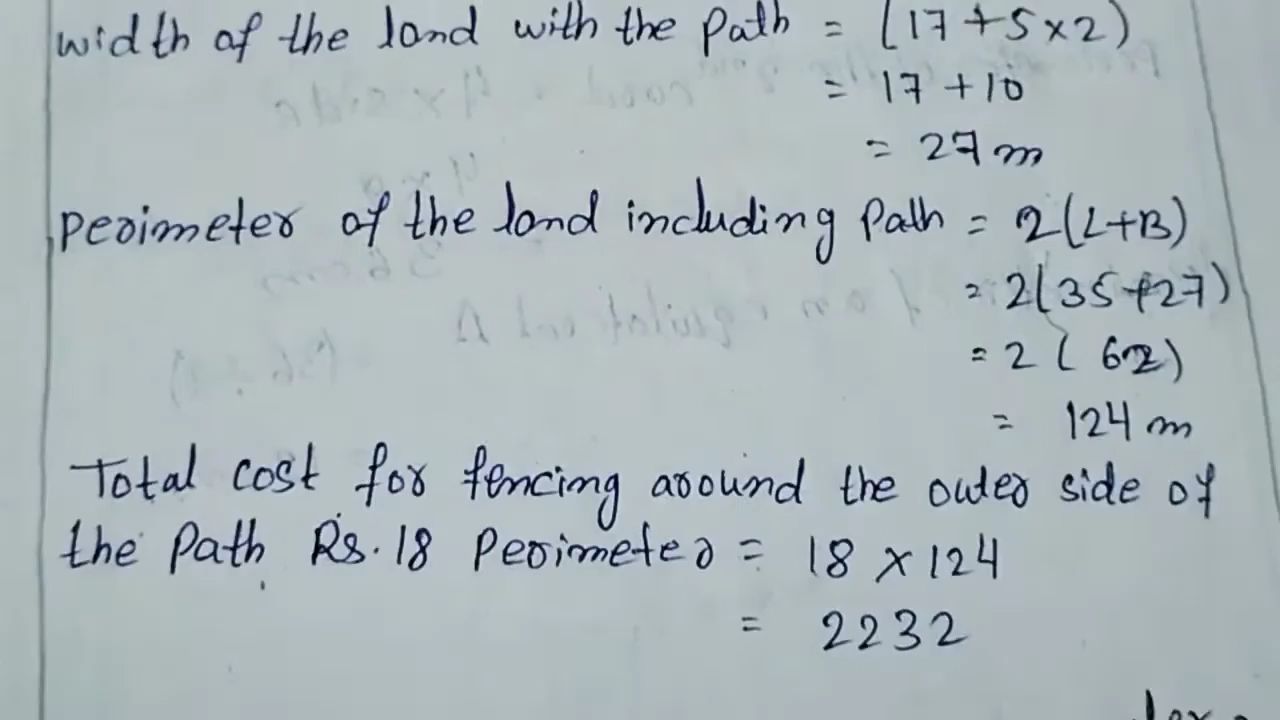 width of the land with the Path = (17+5×2)
= 17+10
= 27 m
Perimeter of the land including Path = 2(L+B)
= 2(35+27)
= 2 ( 62)
= 124 m
Total cost for fencing around the outer side of
the Path Rs. 18 Perimeter = 18 × 124
= 2232